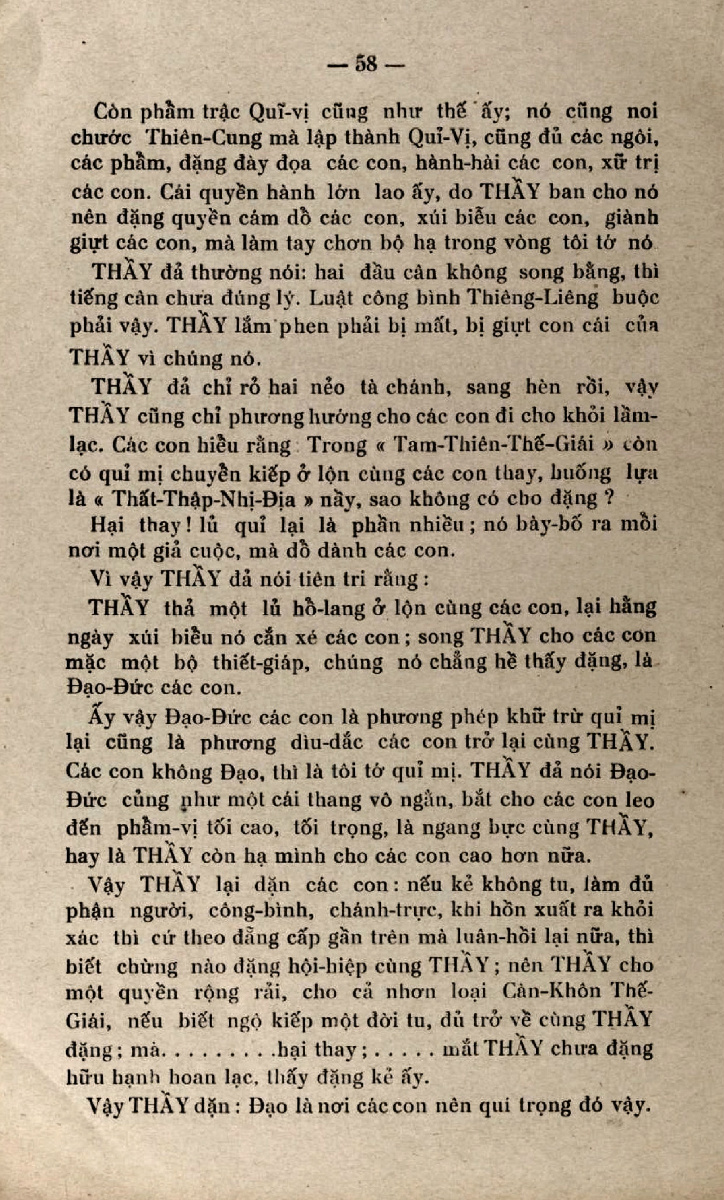 — 58 —
Còn phẩm trậc Quĩ-vị cũng như thế ấy; nó cũng noi
chước Thiên-Cung mà lập thành Quỉ-Vị, cũng đủ các ngôi,
các phẩm, dặng đày đọa các con, hành-hài các con, xữ trị
các con. Cái quyền hành lớn lao ấy, do THẦY ban cho nó
nên đặng quyền cám dỗ các con, xúi biễu các con, giành
giựt các con, mà làm tay chơn bộ hạ trong vòng tôi tớ nó
THẦY đả thường nói: hai đầu cân không song bằng, thì
tiếng cân chưa đúng lý. Luật công bình Thiêng-Liêng buộc
phải vậy. THẦY lắm phen phải bị mất, bị giựt con cái của
THẦY vì chúng nó.
THẦY đả chỉ rỏ hai nẻo tà chánh, sang hèn rồi, vậy
THẦY cũng chỉ phương hướng cho các con đi cho khỏi lầm-
lạc. Các con hiểu rằng : Trong « Tam-Thiên-Thế-Giái » còn
có quỉ mị chuyển kiếp ở lộn cùng các con thay, huống lựa
là « Thất-Thập-Nhị-Địa » nầy, sao không có cho đặng ?
Hại thay ! lủ quỉ lại là phần nhiều ; nó bày-bố ra mồi
nơi một giả cuộc, mà dỗ dành các con.
Vì vậy THẦY đả nói tiên tri rằng :
THẦY thả một lủ hổ-lang ở lộn cùng các con, lại hằng
ngày xúi biểu nó cắn xé các con ; song THẦY cho các con
mặc một bộ thiết-giáp, chúng nó chẳng hề thấy đặng, là
Đạo-Đức các con.
Ấy vậy Đạo-Đức các con là phương phép khữ trừ quỉ mị
lại cũng là phương dìu-dắc các con trở lại cùng THẦY.
Các con không Đạo, thì là tôi tớ quỉ mị. THẦY đả nói Đạo-
Đức củng như một cái thang vô ngằn, bắt cho các con leo
đến phẩm-vị tối cao, tối trọng, là ngang bực cùng THẦY,
hay là THẦY còn hạ mình cho các con cao hơn nữa.
Vậy THẦY lại dặn các con : nếu kẻ không tu, làm đủ
phận người, công-bình, chánh-trực, khi hồn xuất ra khỏi
xác thì cứ theo đẳng cấp gần trên mà luân-hồi lại nữa, thì
biết chừng nào đặng hội-hiệp cùng THẦY ; nên THẦY cho
một quyền rộng rải, cho cả nhơn loại Càn-Khôn Thế-
Giái, nếu biết ngộ kiếp một đời tu, đủ trở về cùng THẦY
đặng ; mà. . . . . . . . .hại thay ; . . . . . mắt THẦY chưa đặng
hữu hạnh hoan lạc, thấy đặng kẻ ấy.
Vậy THẦY dặn : Đạo là nơi các con nên qui trọng đó vậy.